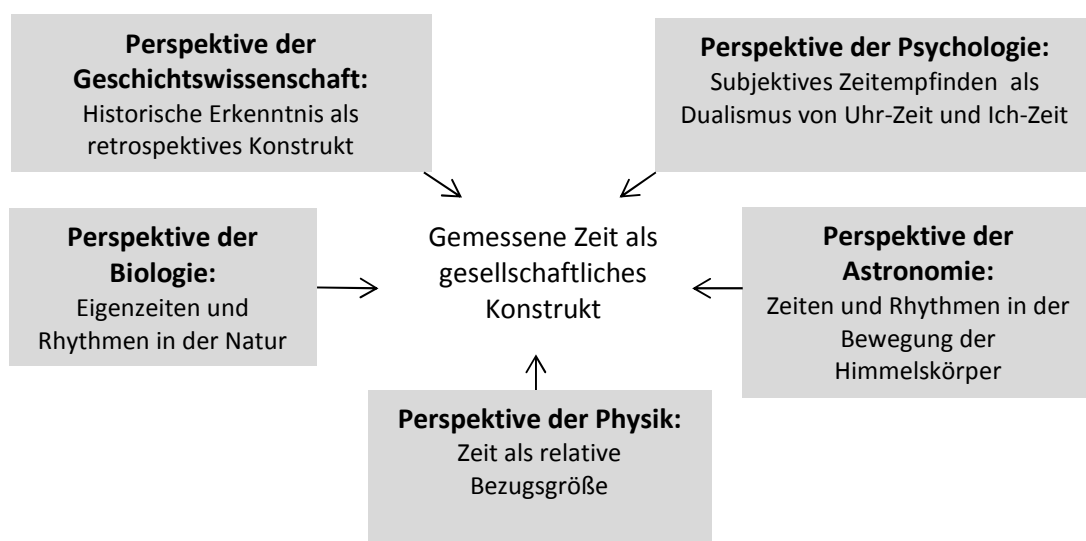 Perspektive der
Geschichtswissenschaft:
Historische Erkenntnis als
retrospektives Konstrukt
Perspektive der Psychologie:
Subjektives Zeitempfinden als
Dualismus von Uhr-Zeit und Ich-Zeit
Perspektive der
Biologie:
Eigenzeiten und
Rhythmen in der Natur
Gemessene Zeit als
gesellschaftliches
Konstrukt
Perspektive der
Astronomie:
Zeiten und Rhythmen in der
Bewegung der
Himmelskörper
Perspektive der Physik:
Zeit als relative
Bezugsgröße